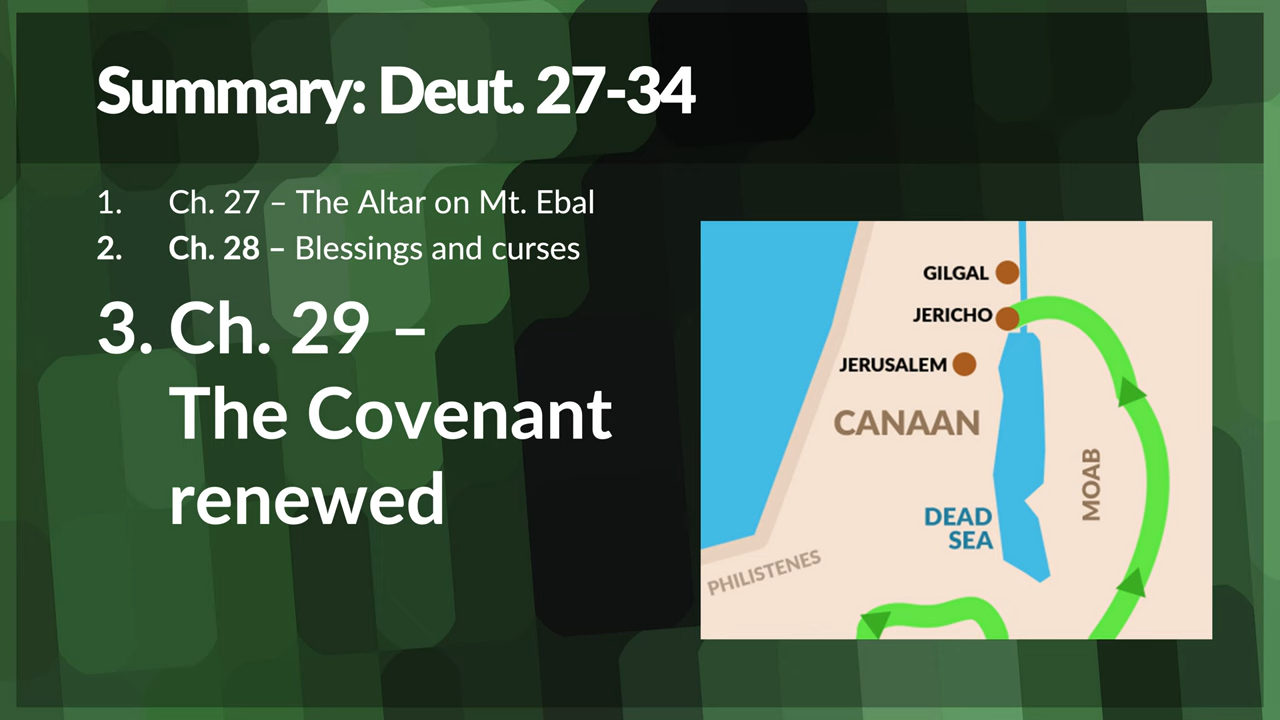 Summary: Deut. 27-34
1. Ch. 27 – The Altar on Mt. Ebal
2. Ch. 28 – Blessings and curses
3. Ch. 29 –
The Covenant
renewed
GILGAL
JERICHO
JERUSALEM
CANAAN
MOAB
DEAD
SEA
PHILISTENES